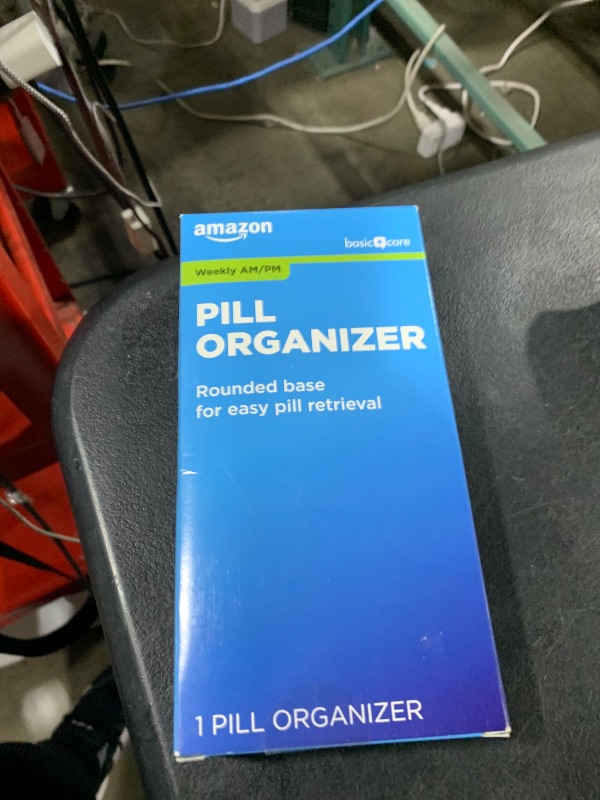 amazon
basic care
Weekly AM/PM
PILL
ORGANIZER
Rounded base
for easy pill retrieval
1 PILL ORGANIZER